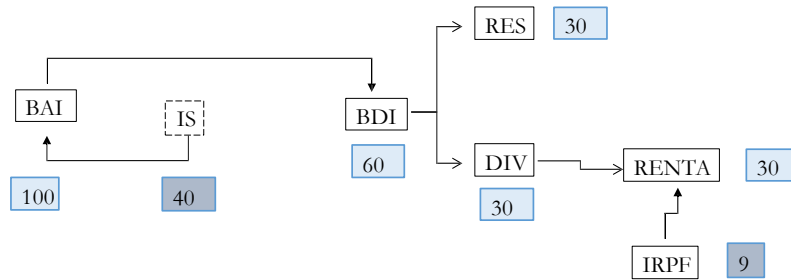 RES 30
BAI
IS
BDI
60
DIV
RENTA 30
100
40
30
IRPF 9